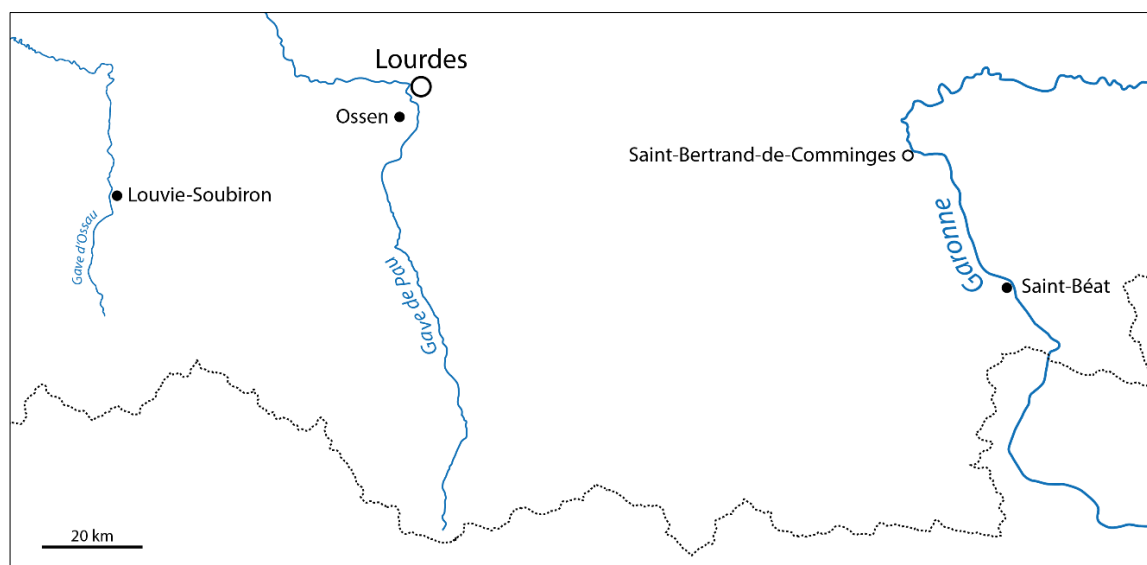 Lourdes
Ossen
Saint-Bertrand-de-Comminges
Louvie-Soubiron
Gave d'Ossau
Garonne
Gave de Pau
Saint-Béat
20 km